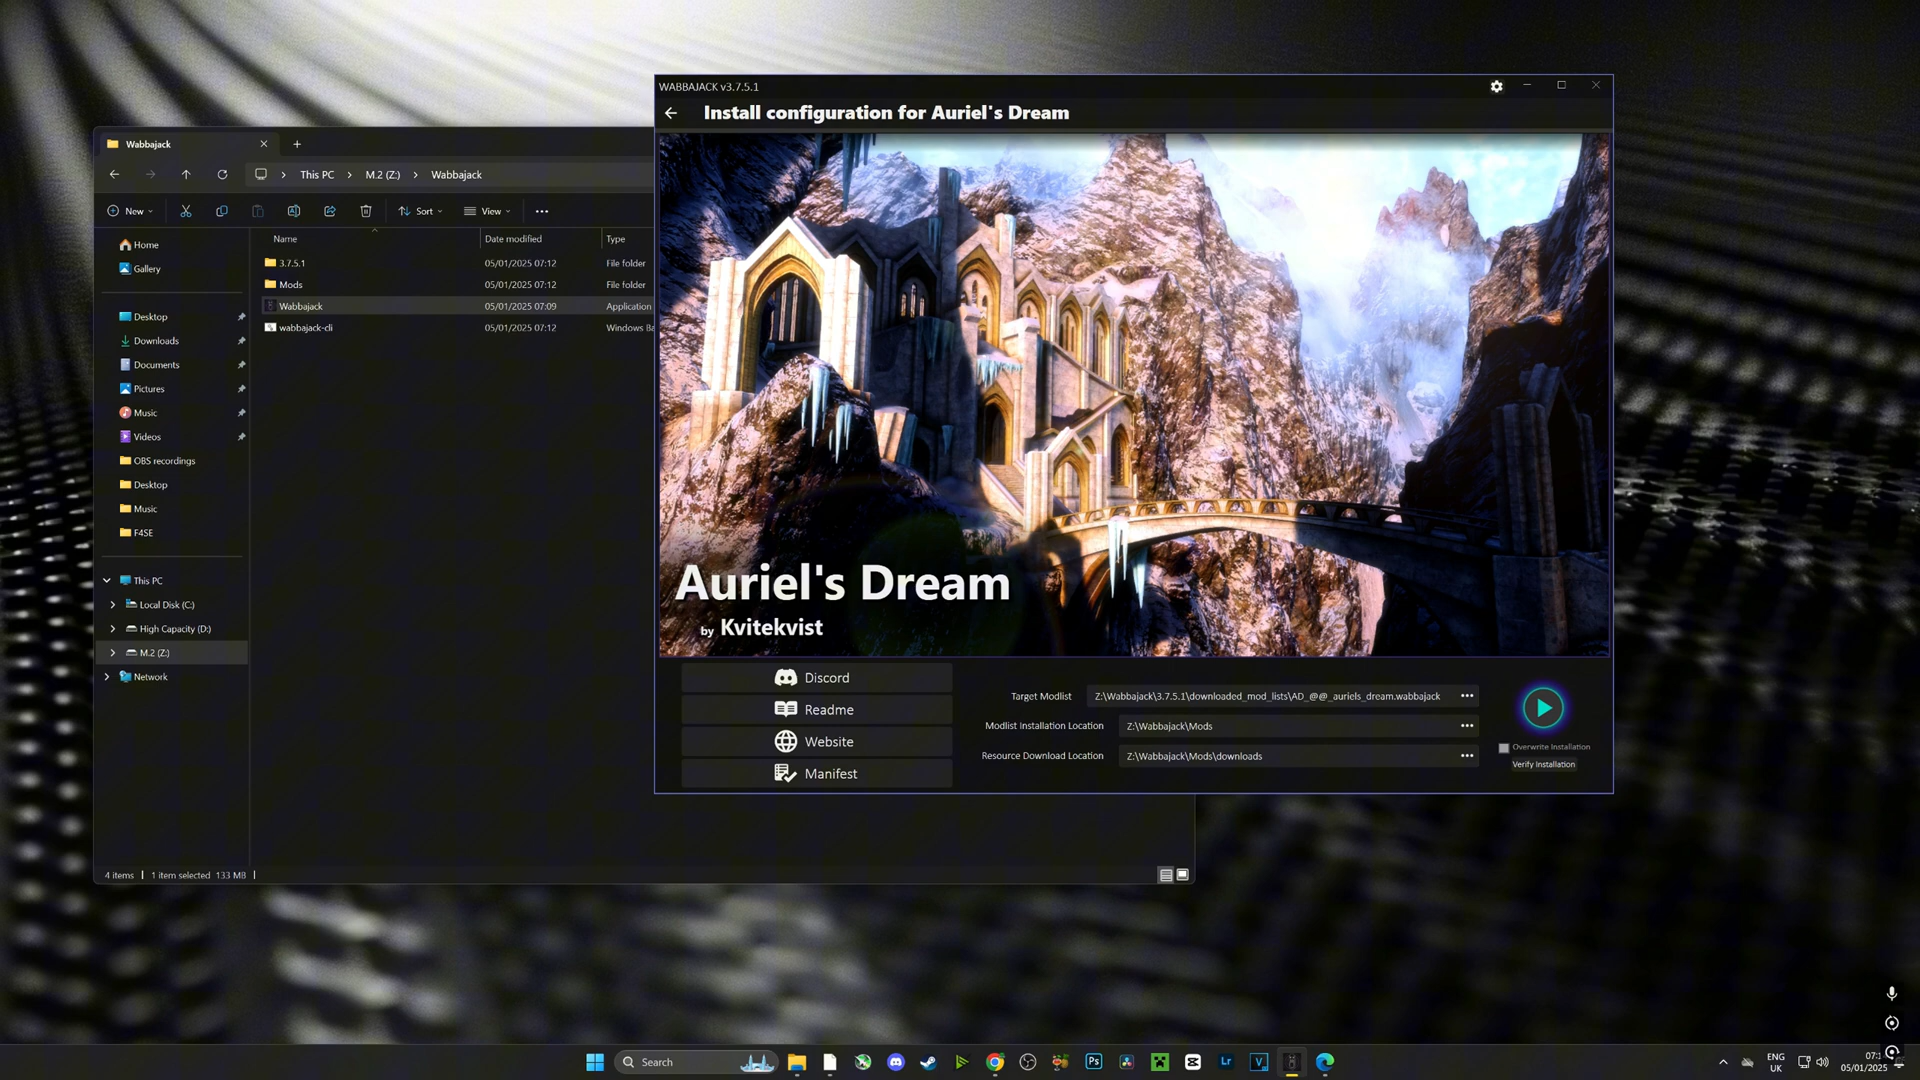 WABBAJACK v3.7.5.1
Install configuration for Auriel's Dream
Wabbajack
This PC
M.2 (Z:)
Wabbajack
New
Sort
View
Name
Date modified
Type
Home
Gallery
3.7.5.1
05/01/2025 07:12
File folder
Mods
05/01/2025 07:12
File folder
Wabbajack
05/01/2025 07:09
Application
wabbajack-cli
05/01/2025 07:12
Windows Ba
Desktop
Downloads
Documents
Pictures
Music
Videos
OBS recordings
Desktop
Music
F4SE
This PC
Local Disk (C:)
High Capacity (D:)
M.2 (Z:)
Network
4 items
1 item selected 133 MB
Auriel's Dream
by Kvitekvist
Discord
Readme
Website
Manifest
Target Modlist
Z:\Wabbajack\3.7.5.1\downloaded_mod_lists\AD_@@_auriels_dream.wabbajack
Modlist Installation Location
Z:\Wabbajack\Mods
Resource Download Location
Z:\Wabbajack\Mods\downloads
Overwrite Installation
Verify Installation
Search
Ps
Lr
V
ENG
UK
07:1
05/01/2025